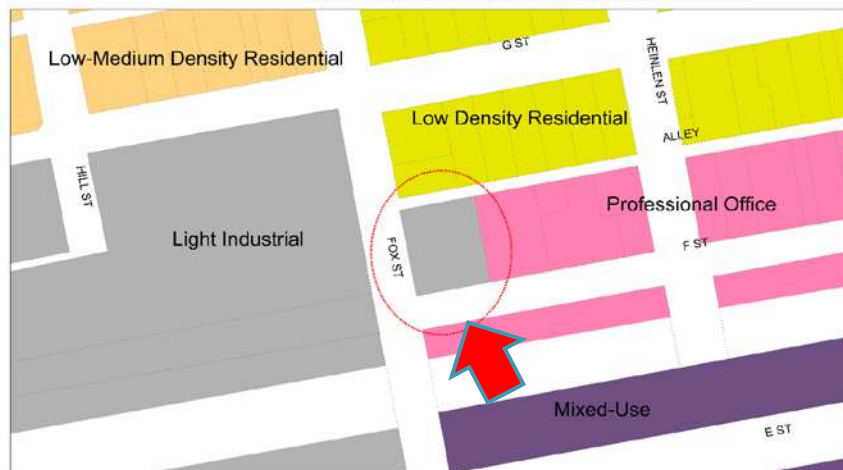 G ST
HEINLEN ST
Low-Medium Density Residential
Low Density Residential
ALLEY
HILL ST
Professional Office
Light Industrial
FOX ST
F ST
Mixed-Use
E ST